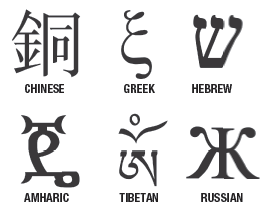 銅 ξ ש
CHINESE GREEK HEBREW
ༀ Ж
AMHARIC TIBETAN RUSSIAN